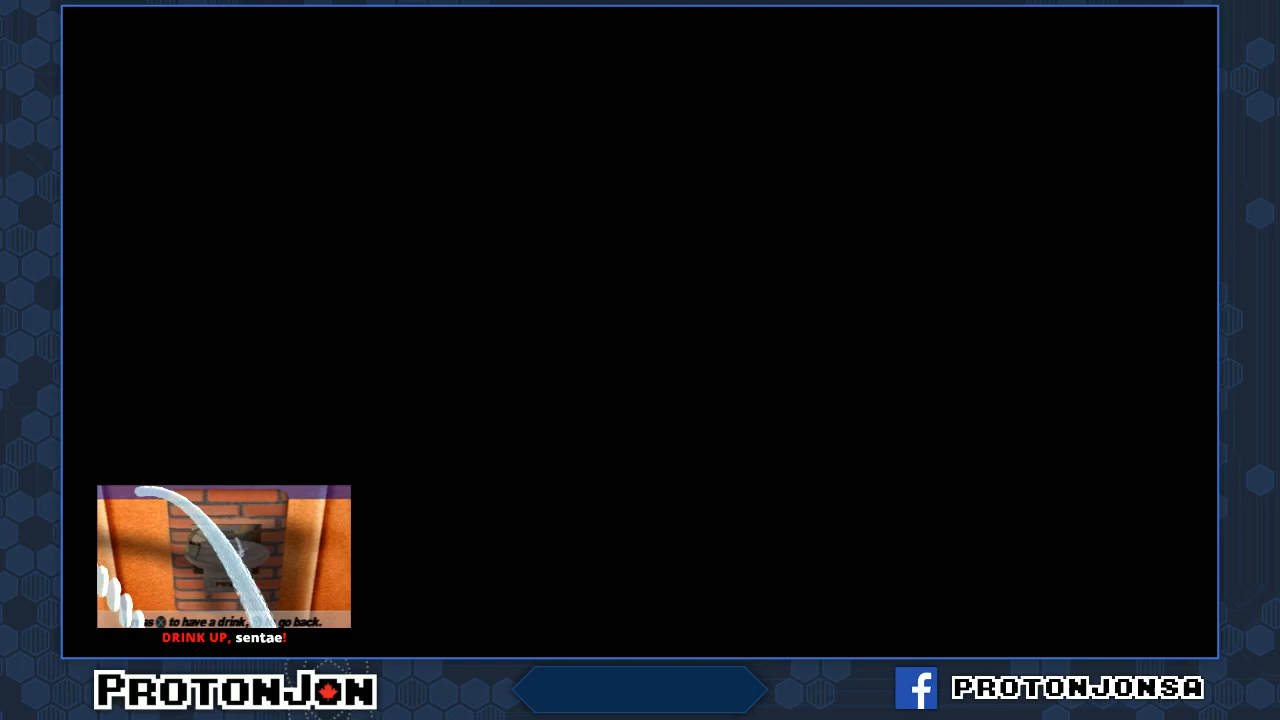 to have a drink,
go back.
DRINK UP, sentae!
PROTONJON
PROTONJONSA